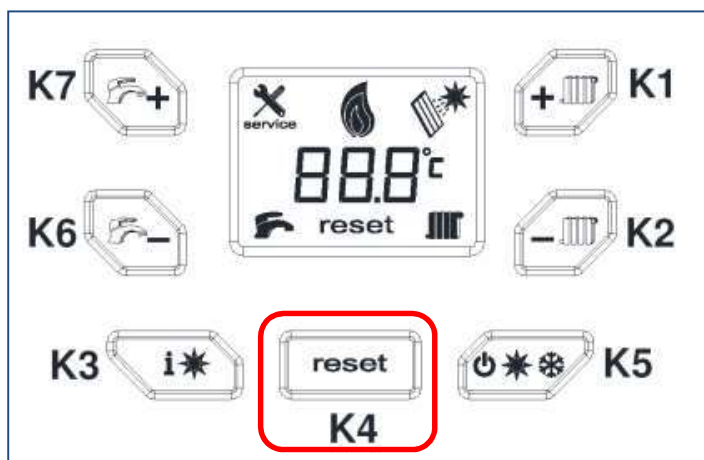 K7
+
+
K1
service
88.8°c
K6
−
reset
−
K2
K3
i
reset
K5
K4